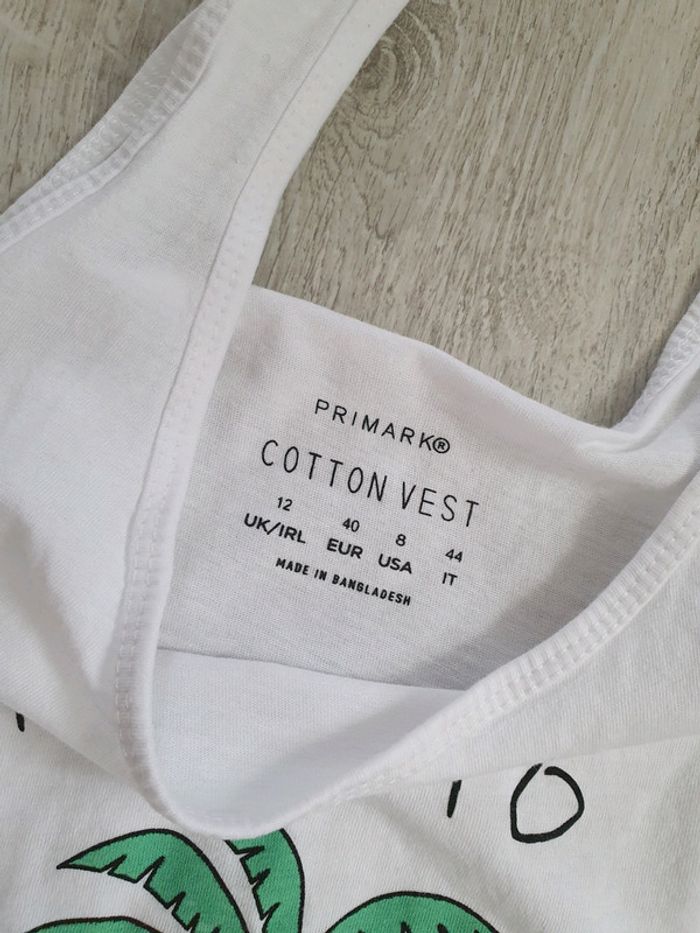 PRIMARK®
COTTON VEST
12 40 8 44
UK/IRL EUR USA IT
MADE IN BANGLADESH